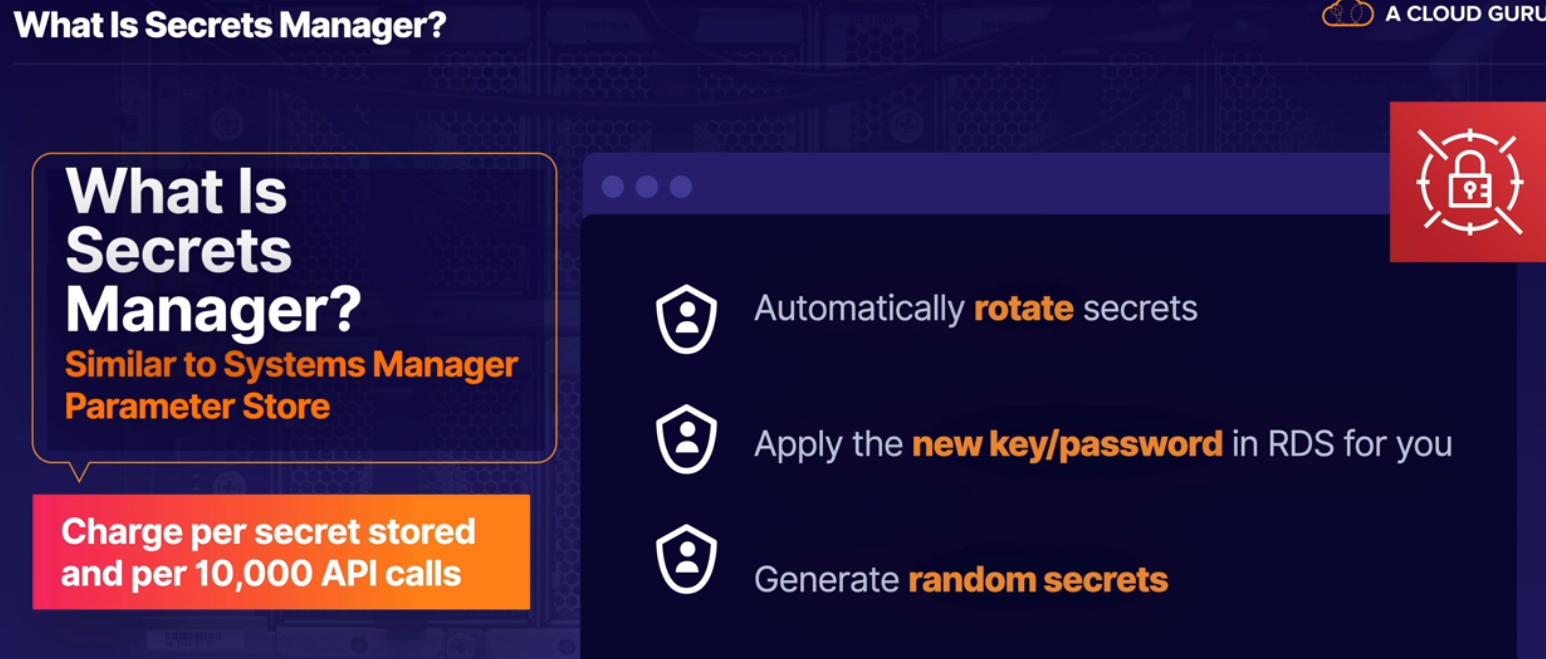 What Is Secrets Manager?
A CLOUD GURU
What Is
Secrets
Manager?
Similar to Systems Manager
Parameter Store
Charge per secret stored
and per 10,000 API calls
Automatically rotate secrets
Apply the new key/password in RDS for you
Generate random secrets